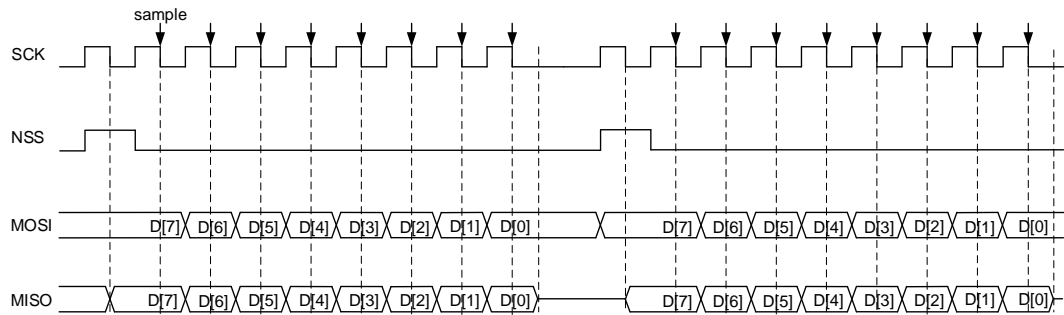 sample
SCK
NSS
MOSI D[7] D[6] D[5] D[4] D[3] D[2] D[1] D[0] D[7] D[6] D[5] D[4] D[3] D[2] D[1] D[0]
MISO D[7] D[6] D[5] D[4] D[3] D[2] D[1] D[0] D[7] D[6] D[5] D[4] D[3] D[2] D[1] D[0]